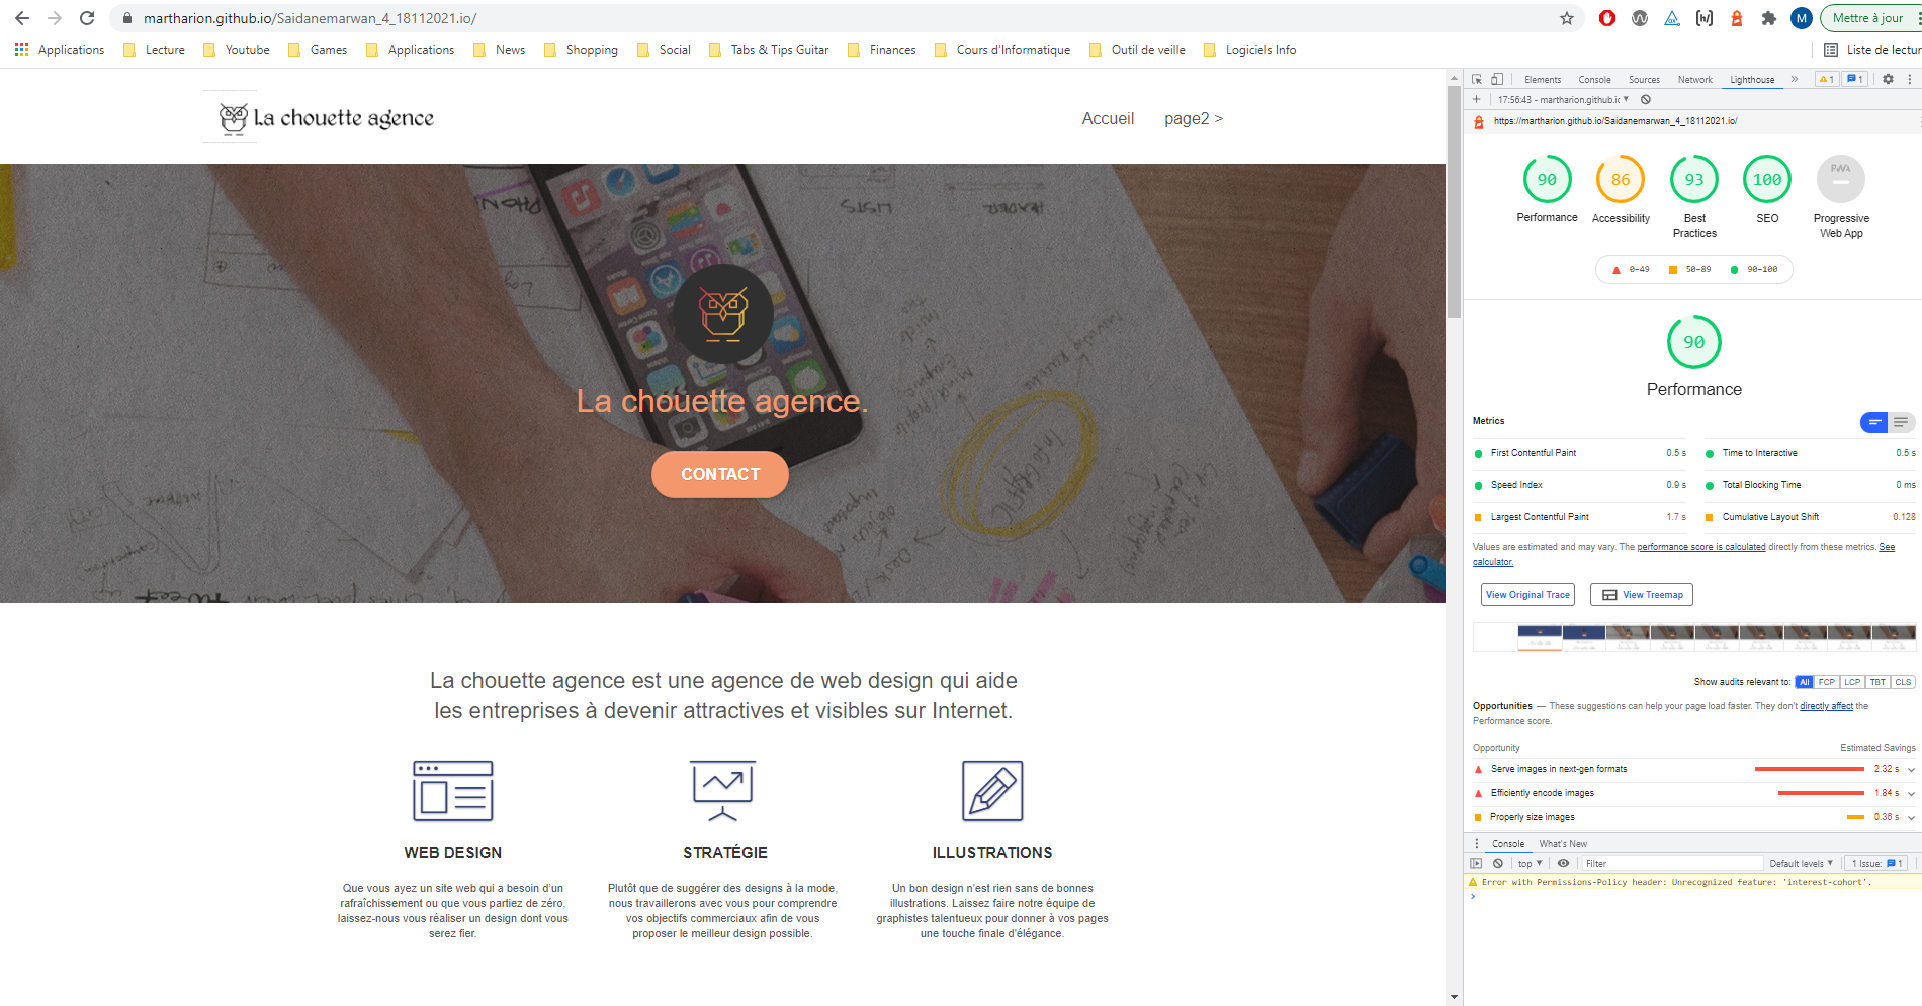 martharion.github.io/Saidanemarwan_4_18112021.io/
M
Mettre à jour
Applications
Lecture
Youtube
Games
Applications
News
Shopping
Social
Tabs & Tips Guitar
Finances
Cours d'Informatique
Outil de veille
Logiciels Info
Liste de lectur
La chouette agence
Accueil
page2 >
LISTS
HEADER
La chouette agence.
CONTACT
La chouette agence est une agence de web design qui aide
les entreprises à devenir attractives et visibles sur Internet.
WEB DESIGN
Que vous ayez un site web qui a besoin d'un
rafraîchissement ou que vous partiez de zéro,
laissez-nous vous réaliser un design dont vous
serez fier.
STRATÉGIE
Plutôt que de suggérer des designs à la mode,
nous travaillerons avec vous pour comprendre
vos objectifs commerciaux afin de vous
proposer le meilleur design possible.
ILLUSTRATIONS
Un bon design n'est rien sans de bonnes
illustrations. Laissez faire notre équipe de
graphistes talentueux pour donner à vos pages
une touche finale d'élégance.
Elements
Console
Sources
Network
Lighthouse
»
1
1
17:56:43 - martharion.github.ic
https://martharion.github.io/Saidanemarwan_4_18112021.io/
90
Performance
86
Accessibility
93
Best
Practices
100
SEO
PWA
Progressive
Web App
0–49
50–89
90–100
90
Performance
Metrics
First Contentful Paint 0.5 s
Time to Interactive 0.5 s
Speed Index 0.9 s
Total Blocking Time 0 ms
Largest Contentful Paint 1.7 s
Cumulative Layout Shift 0.128
Values are estimated and may vary. The performance score is calculated directly from these metrics. See
calculator.
View Original Trace
View Treemap
Show audits relevant to: All FCP LCP TBT CLS
Opportunities — These suggestions can help your page load faster. They don't directly affect the
Performance score.
Opportunity
Estimated Savings
Serve images in next-gen formats 2.32 s
Efficiently encode images 1.84 s
Properly size images 0.36 s
Console
What's New
top
Filter
Default levels
1 Issue: 1
Error with Permissions-Policy header: Unrecognized feature: 'interest-cohort'.